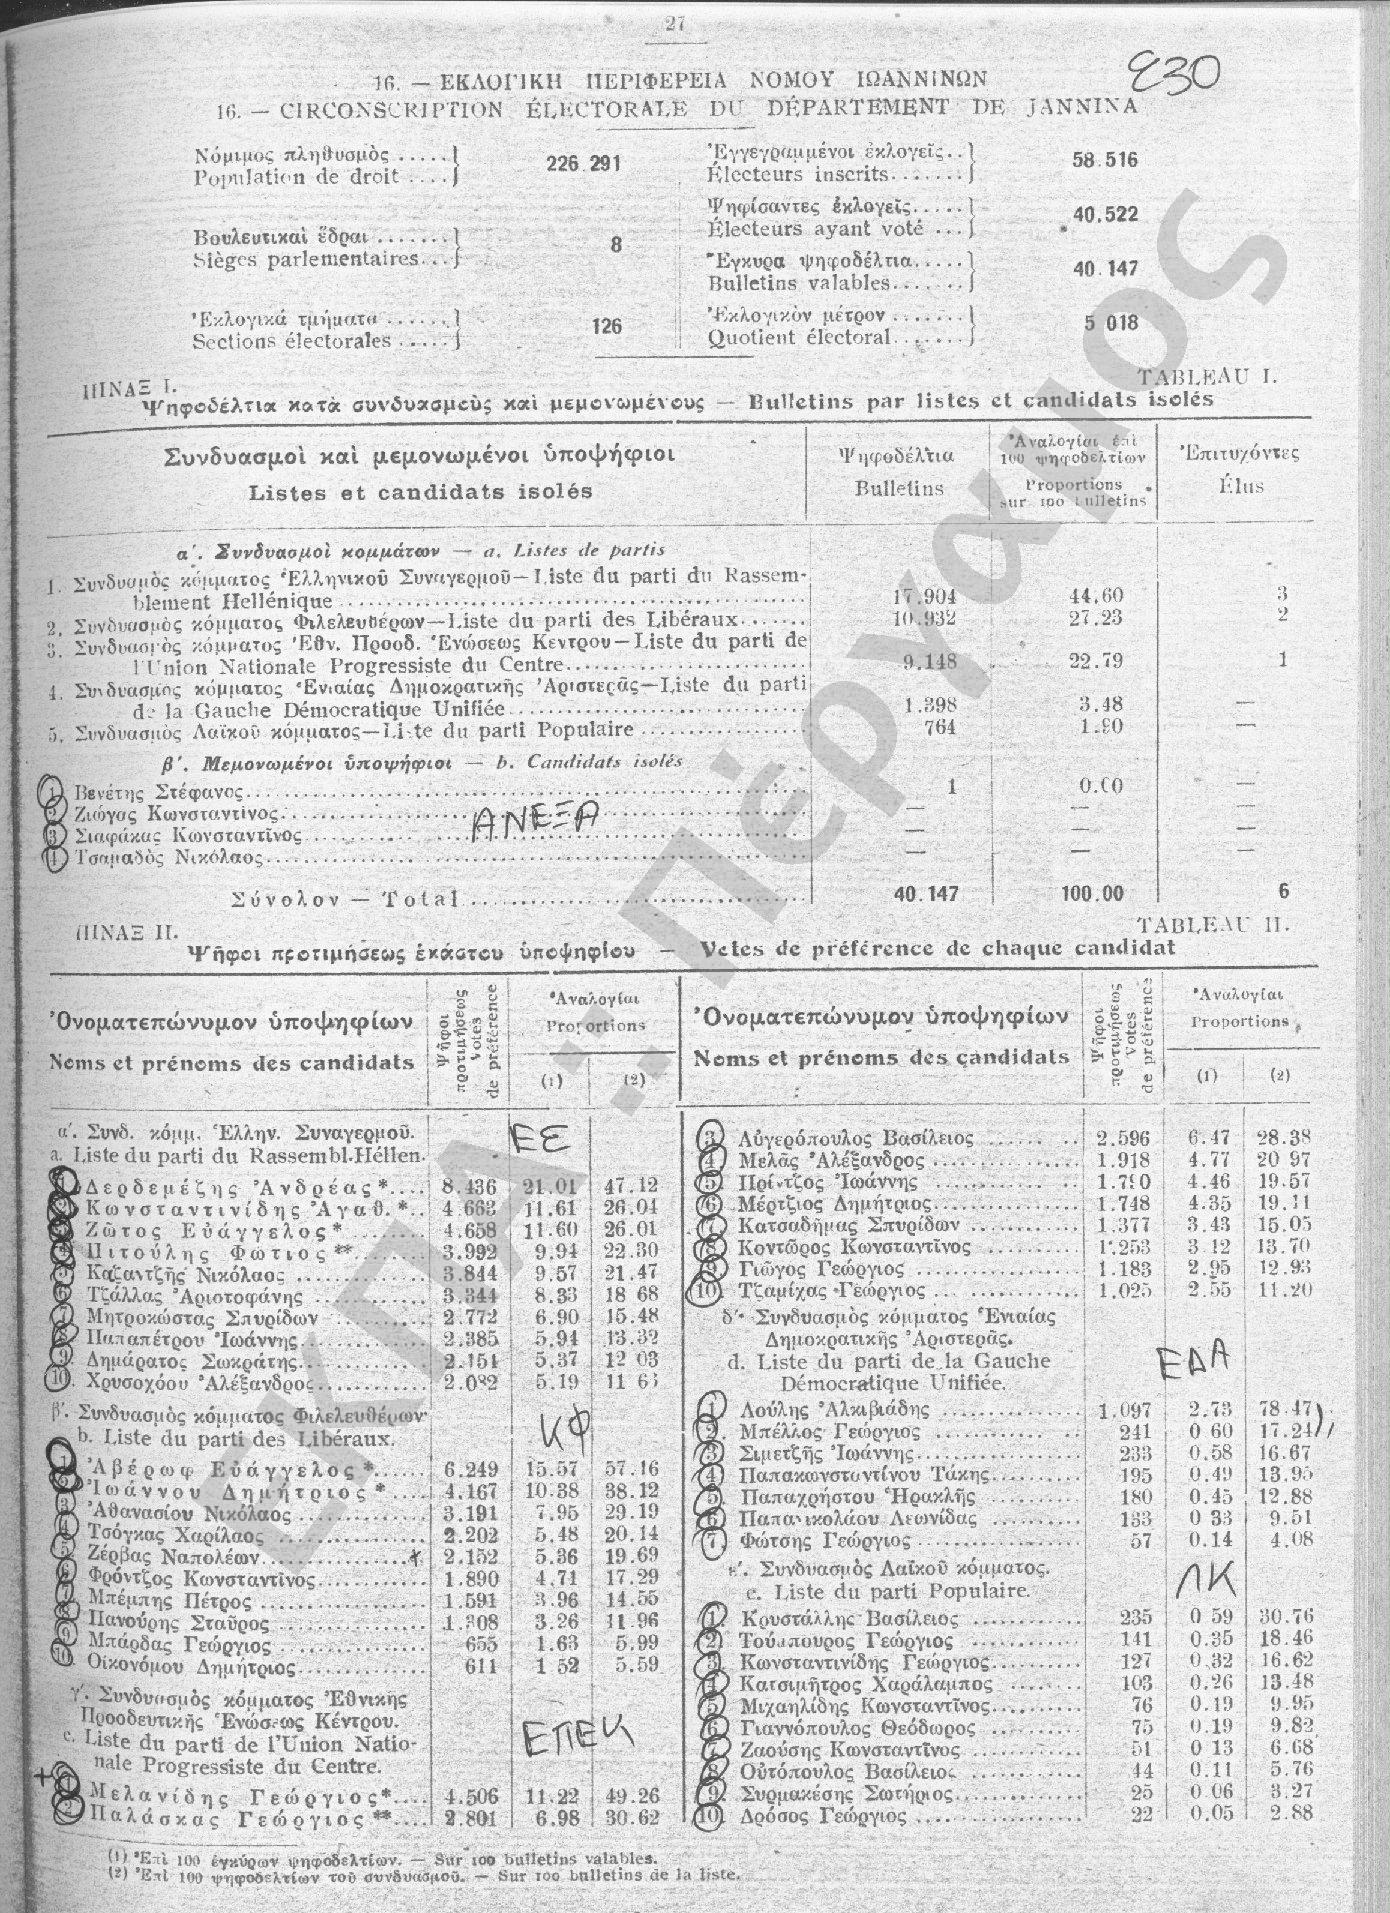 27
ε30
16. — ΕΚΛΟΓΙΚΗ ΠΕΡΙΦΕΡΕΙΑ ΝΟΜΟΥ ΙΩΑΝΝΙΝΩΝ
16. — CIRCONSCRIPTION ÉLECTORALE DU DÉPARTEMENT DE JANNINA
Νόμιμος πληθυσμὸς ..... 226.291
Population de droit ....
Βουλευτικαὶ ἕδραι ....... 8
Sièges parlementaires...
Ἐκλογικά τμήματα ...... 126
Sections électorales .....
Ἐγγεγραμμένοι ἐκλογεῖς.. 58.516
Électeurs inscrits.......
Ψηφίσαντες ἐκλογεῖς..... 40.522
Électeurs ayant voté ...
Ἔγκυρα ψηφοδέλτια..... 40.147
Bulletins valables.......
Ἐκλογικὸν μέτρον ....... 5 018
Quotient électoral.......
ΠΙΝΑΞ I. TABLEAU I.
Ψηφοδέλτια κατὰ συνδυασμοὺς καὶ μεμονωμένους — Bulletins par listes et candidats isolés
Συνδυασμοὶ καὶ μεμονωμένοι ὑποψήφιοι
Listes et candidats isolés
Ψηφοδέλτια
Bulletins
Ἀναλογίαι ἐπὶ
100 ψηφοδελτίων
Proportions
sur 100 bulletins
Ἐπιτυχόντες
Élus
α΄. Συνδυασμοὶ κομμάτων — a. Listes de partis
1. Συνδυασμὸς κόμματος Ἑλληνικοῦ Συναγερμοῦ—Liste du parti du Rassem-
blement Hellénique 17.904 44.60 3
2. Συνδυασμὸς κόμματος Φιλελευθέρων—Liste du parti des Libéraux 10.932 27.23 2
3. Συνδυασμὸς κόμματος Ἐθν. Προοδ. Ἑνώσεως Κεντρου—Liste du parti de
l'Union Nationale Progressiste du Centre 9.148 22.79 1
4. Συνδυασμὸς κόμματος Ἑνιαίας Δημοκρατικῆς Ἀριστερᾶς—Liste du parti
de la Gauche Démocratique Unifiée 1.398 3.48 —
5. Συνδυασμὸς Λαϊκοῦ κόμματος—Liste du parti Populaire 764 1.90 —
β΄. Μεμονωμένοι ὑποψήφιοι — b. Candidats isolés
1 Βενέτης Στέφανος 1 0.00 —
2 Ζιώγας Κωνσταντῖνος — — —
3 Σιαφάκας Κωνσταντῖνος — — —
4 Τσαμαδὸς Νικόλαος — — —
ΑΝΕΞΑ
Σύνολον — Total 40.147 100.00 6
ΠΙΝΑΞ II. TABLEAU II.
Ψῆφοι προτιμήσεως ἑκάστου ὑποψηφίου — Votes de préférence de chaque candidat
Ὀνοματεπώνυμον ὑποψηφίων
Noms et prénoms des candidats
Ψῆφοι προτιμήσεως Votes de préférence
Ἀναλογίαι
Proportions
(1) (2)
α΄. Συνδ. κόμμ. Ἑλλην. Συναγερμοῦ.
a. Liste du parti du Rassembl.Héllen.
ΕΣ
1. Δερδεμέζης Ἀνδρέας* 8.436 21.01 47.12
2. Κωνσταντινίδης Ἀγαθ.* 4.663 11.61 26.04
3. Ζῶτος Εὐάγγελος* 4.658 11.60 26.01
4. Πιτούλης Φώτιος** 3.992 9.94 22.30
5. Καζαντζῆς Νικόλαος 3.844 9.57 21.47
6. Τζάλλας Ἀριστοφάνης 3.344 8.33 18 68
7. Μητροκώστας Σπυρίδων 2.772 6.90 15.48
8. Παπαπέτρου Ἰωάννης 2.385 5.94 13.32
9. Δημάρατος Σωκράτης 2.151 5.37 12 03
10. Χρυσοχόου Ἀλέξανδρος 2.082 5.19 11 63
β΄. Συνδυασμὸς κόμματος Φιλελευθέρων
b. Liste du parti des Libéraux.
ΚΦ
1. Ἀβέρωφ Εὐάγγελος* 6.249 15.57 57.16
2. Ἰωάννου Δημήτριος* 4.167 10.38 38.12
3. Ἀθανασίου Νικόλαος 3.191 7.95 29.19
4. Τσόγκας Χαρίλαος 2.202 5.48 20.14
5. Ζέρβας Ναπολέων 2.152 5.36 19.69
6. Φρόντζος Κωνσταντῖνος 1.890 4.71 17.29
7. Μπέμπης Πέτρος 1.591 3.96 14.55
8. Πανούρης Σταῦρος 1.308 3.26 11.96
9. Μπάρδας Γεώργιος 655 1.63 5.99
10. Οἰκονόμου Δημήτριος 611 1 52 5.59
γ΄. Συνδυασμὸς κόμματος Ἐθνικῆς
Προοδευτικῆς Ἑνώσεως Κέντρου.
c. Liste du parti de l'Union Natio-
nale Progressiste du Centre.
ΕΠΕΚ
1. Μελανίδης Γεώργιος* 4.506 11.22 49.26
2. Παλάσκας Γεώργιος** 2.801 6.98 30.62
Ὀνοματεπώνυμον ὑποψηφίων
Noms et prénoms des candidats
Ψῆφοι προτιμήσεως Votes de préférence
Ἀναλογίαι
Proportions
(1) (2)
3. Αὐγερόπουλος Βασίλειος 2.596 6.47 28.38
4. Μελᾶς Ἀλέξανδρος 1.918 4.77 20 97
5. Πρίντζος Ἰωάννης 1.790 4.46 19.57
6. Μέρτζιος Δημήτριος 1.748 4.35 19.11
7. Κατσαδήμας Σπυρίδων 1.377 3.43 15.05
8. Κοντῶρος Κωνσταντῖνος 1.253 3 12 13.70
9. Γιῶγος Γεώργιος 1.183 2.95 12.93
10. Τζαμίχας Γεώργιος 1.025 2.55 11.20
δ΄. Συνδυασμὸς κόμματος Ἑνιαίας
Δημοκρατικῆς Ἀριστερᾶς.
d. Liste du parti de la Gauche
Démocratique Unifiée.
ΕΔΑ
1. Λούλης Ἀλκιβιάδης 1.097 2.73 78.47
2. Μπέλλος Γεώργιος 241 0 60 17.24
3. Σιμετζῆς Ἰωάννης 233 0.58 16.67
4. Παπακωνσταντίνου Τάκης 195 0.49 13.95
5. Παπαχρήστου Ἡρακλῆς 180 0.45 12.88
6. Παπανικολάου Λεωνίδας 133 0 33 9.51
7. Φώτσης Γεώργιος 57 0.14 4.08
ε΄. Συνδυασμὸς Λαϊκοῦ κόμματος.
e. Liste du parti Populaire.
ΛΚ
1. Κρυστάλλης Βασίλειος 235 0 59 30.76
2. Τούμπουρος Γεώργιος 141 0.35 18.46
3. Κωνσταντινίδης Γεώργιος 127 0.32 16.62
4. Κατσιμῆτρος Χαράλαμπος 103 0.26 13.48
5. Μιχαηλίδης Κωνσταντῖνος 76 0.19 9.95
6. Γιαννόπουλος Θεόδωρος 75 0.19 9.82
7. Ζαούσης Κωνσταντῖνος 51 0 13 6.68
8. Οὐτόπουλος Βασίλειος 44 0.11 5.76
9. Συρμακέσης Σωτήριος 25 0.06 3.27
10. Δρόσος Γεώργιος 22 0.05 2.88
(1) Ἐπὶ 100 ἐγκύρων ψηφοδελτίων. — Sur 100 bulletins valables.
(2) Ἐπὶ 100 ψηφοδελτίων τοῦ συνδυασμοῦ. — Sur 100 bulletins de la liste.
ΕΚΠΑ: Πέργαμος